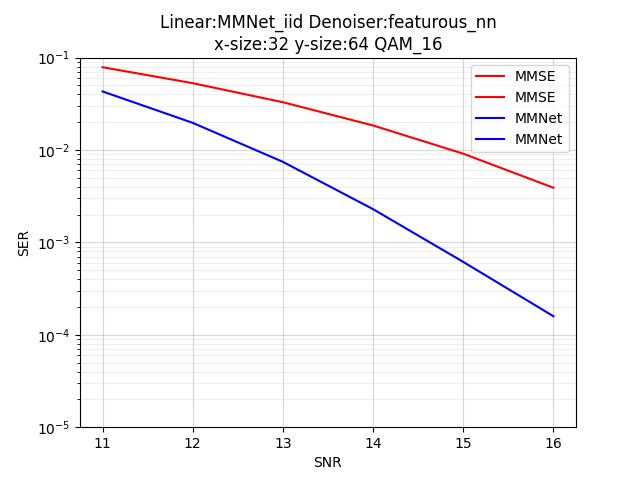 Linear:MMNet_iid Denoiser:featurous_nn
x-size:32 y-size:64 QAM_16
10⁻¹
10⁻²
10⁻³
10⁻⁴
10⁻⁵
SER
MMSE
MMSE
MMNet
MMNet
11 12 13 14 15 16
SNR